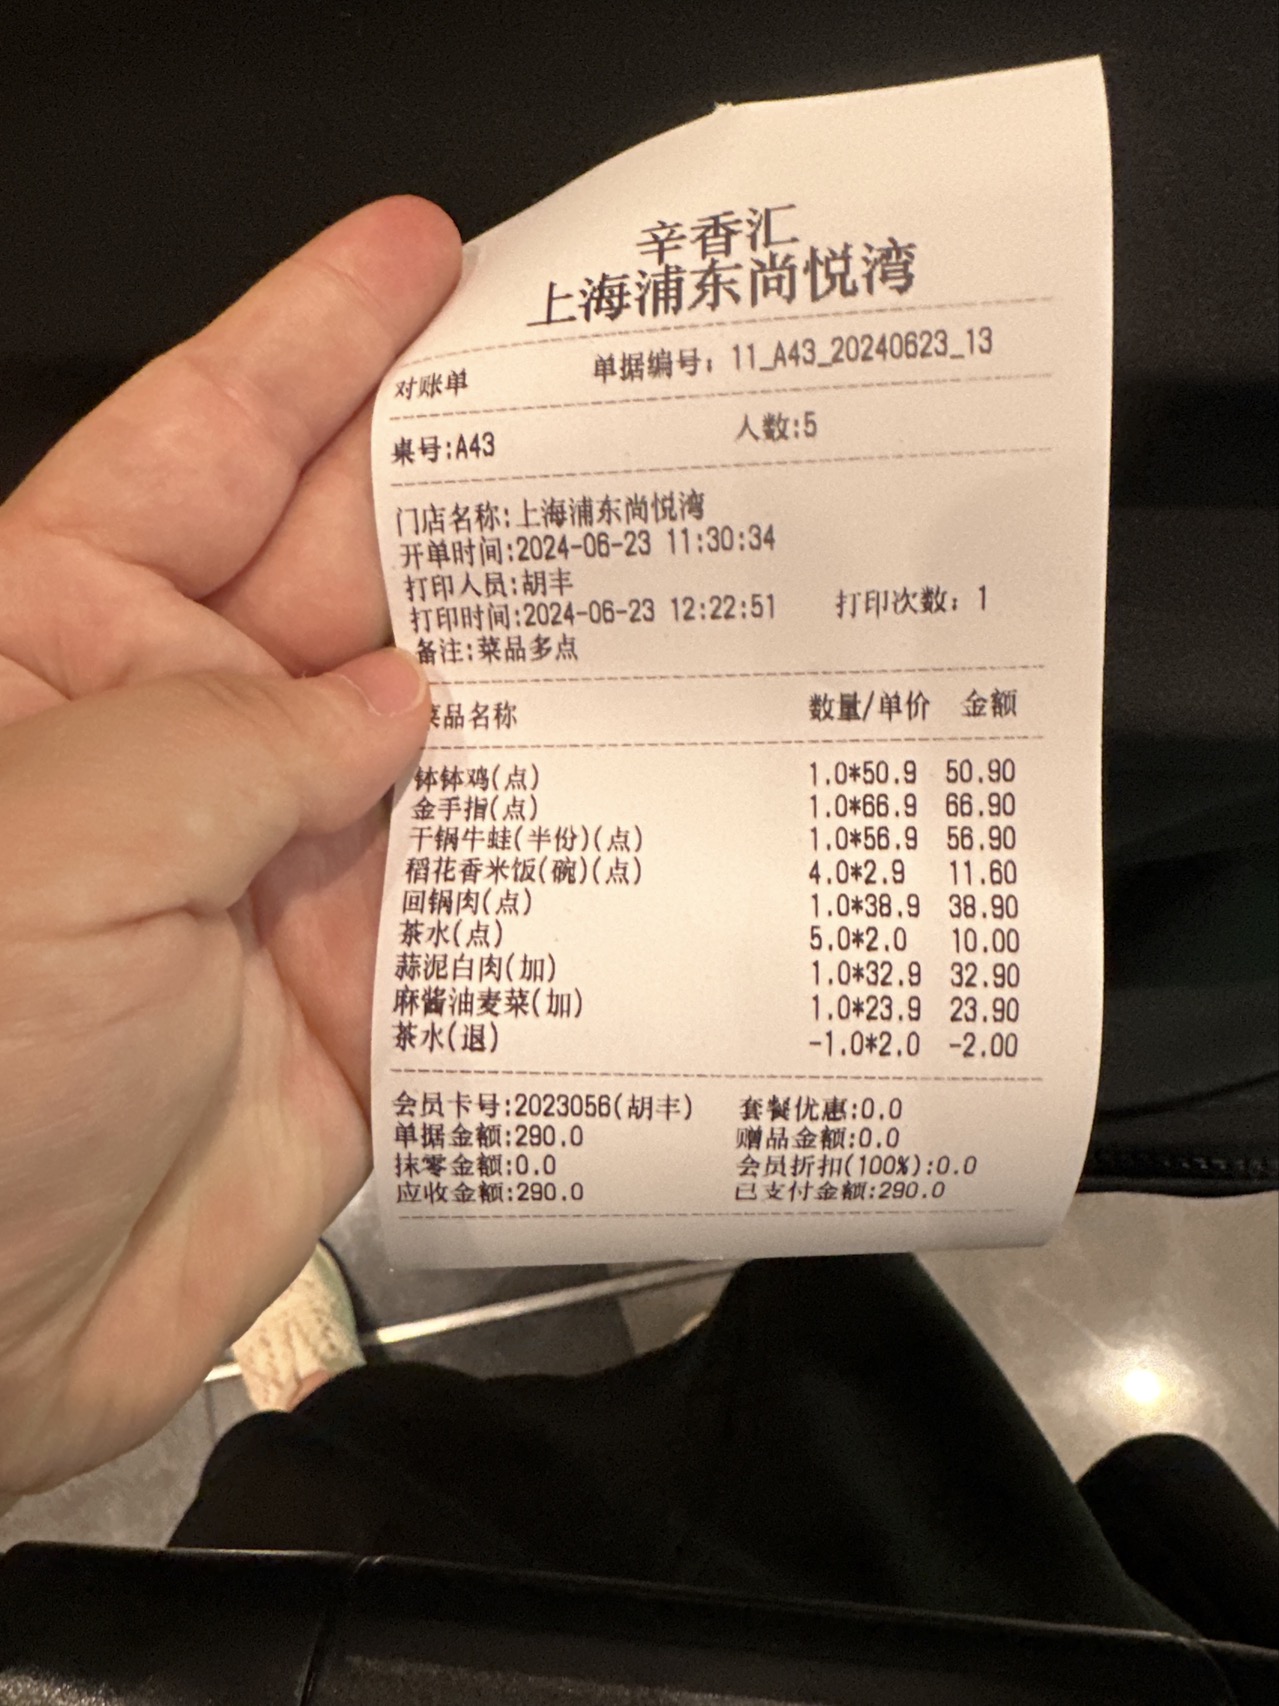 辛香汇
上海浦东尚悦湾
对账单 单据编号：11_A43_20240623_13
桌号:A43 人数:5
门店名称:上海浦东尚悦湾
开单时间:2024-06-23 11:30:34
打印人员:胡丰
打印时间:2024-06-23 12:22:51 打印次数：1
备注:菜品多点
菜品名称 数量/单价 金额
钵钵鸡(点) 1.0*50.9 50.90
金手指(点) 1.0*66.9 66.90
干锅牛蛙(半份)(点) 1.0*56.9 56.90
稻花香米饭(碗)(点) 4.0*2.9 11.60
回锅肉(点) 1.0*38.9 38.90
茶水(点) 5.0*2.0 10.00
蒜泥白肉(加) 1.0*32.9 32.90
麻酱油麦菜(加) 1.0*23.9 23.90
茶水(退) -1.0*2.0 -2.00
会员卡号:2023056(胡丰) 套餐优惠:0.0
单据金额:290.0 赠品金额:0.0
抹零金额:0.0 会员折扣(100%):0.0
应收金额:290.0 已支付金额:290.0